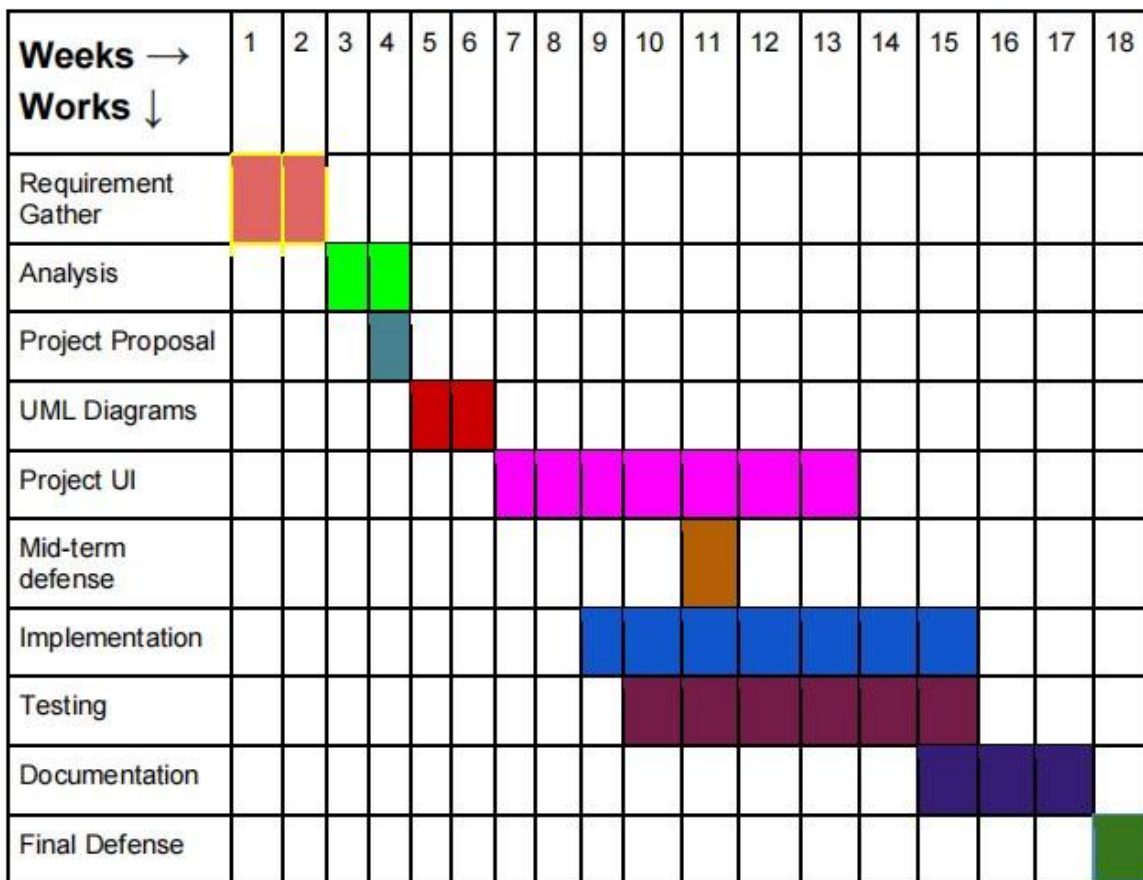 Weeks → 1 2 3 4 5 6 7 8 9 10 11 12 13 14 15 16 17 18
Works ↓
Requirement
Gather
Analysis
Project Proposal
UML Diagrams
Project UI
Mid-term
defense
Implementation
Testing
Documentation
Final Defense